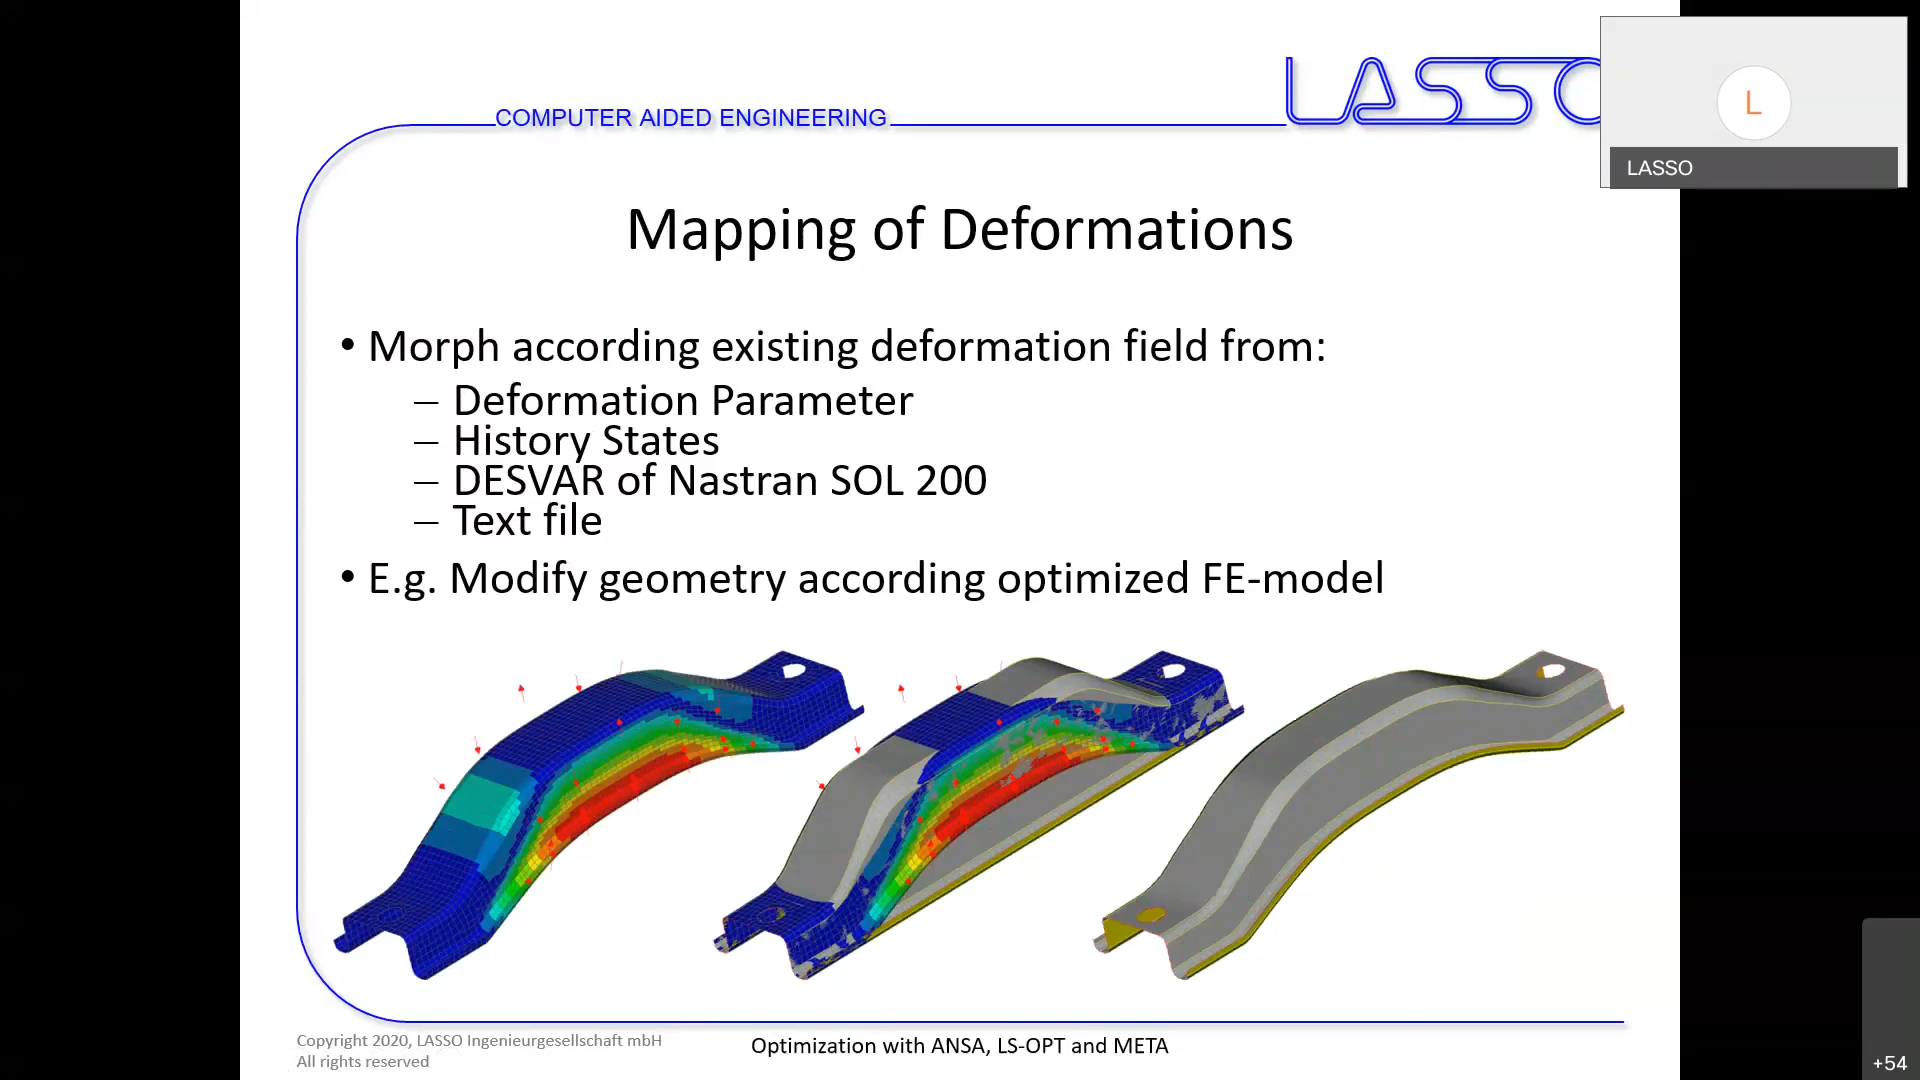 COMPUTER AIDED ENGINEERING
LASSO
L
LASSO
Mapping of Deformations
• Morph according existing deformation field from:
– Deformation Parameter
– History States
– DESVAR of Nastran SOL 200
– Text file
• E.g. Modify geometry according optimized FE-model
Copyright 2020, LASSO Ingenieurgesellschaft mbH
All rights reserved
Optimization with ANSA, LS-OPT and META
+54